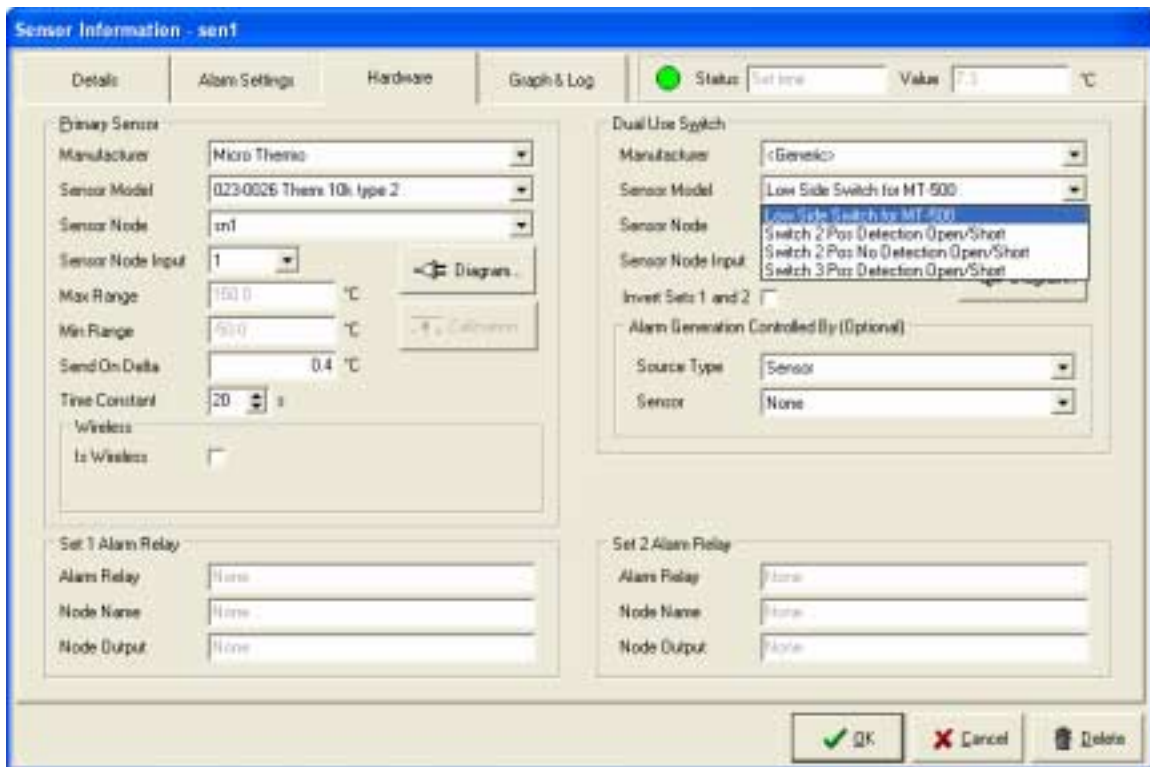 Sensor Information - sen1
Details
Alarm Settings
Hardware
Graph & Log
Status
Set time
Value
7.3
°C
Primary Sensor
Manufacturer
Micro Thermo
Sensor Model
023-0026 Therm 10k type 2
Sensor Node
sn1
Sensor Node Input
1
Diagram...
Max Range
150.0
°C
Min Range
-50.0
°C
Calibration
Send On Delta
0.4
°C
Time Constant
20
s
Wireless
Is Wireless
Dual Use Switch
Manufacturer
<Generic>
Sensor Model
Low Side Switch for MT-500
Low Side Switch for MT-500
Switch 2 Pos Detection Open/Short
Switch 2 Pos No Detection Open/Short
Switch 3 Pos Detection Open/Short
Sensor Node
Sensor Node Input
Invert Sets 1 and 2
Alarm Generation Controlled By (Optional)
Source Type
Sensor
Sensor
None
Set 1 Alarm Relay
Alarm Relay
None
Node Name
None
Node Output
None
Set 2 Alarm Relay
Alarm Relay
None
Node Name
None
Node Output
None
OK
Cancel
Delete